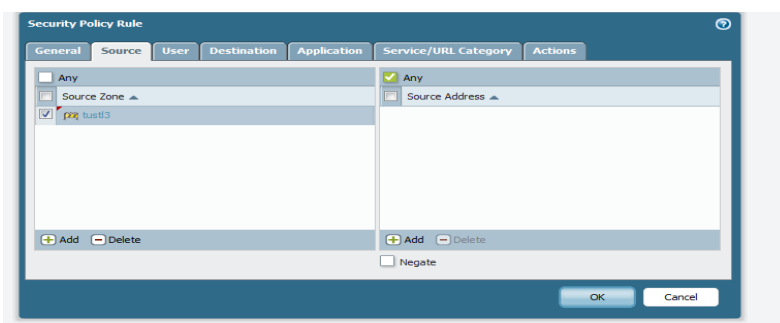 Security Policy Rule
General Source User Destination Application Service/URL Category Actions
Any
Source Zone
tustl3
Add Delete
Any
Source Address
Add Delete
Negate
OK Cancel